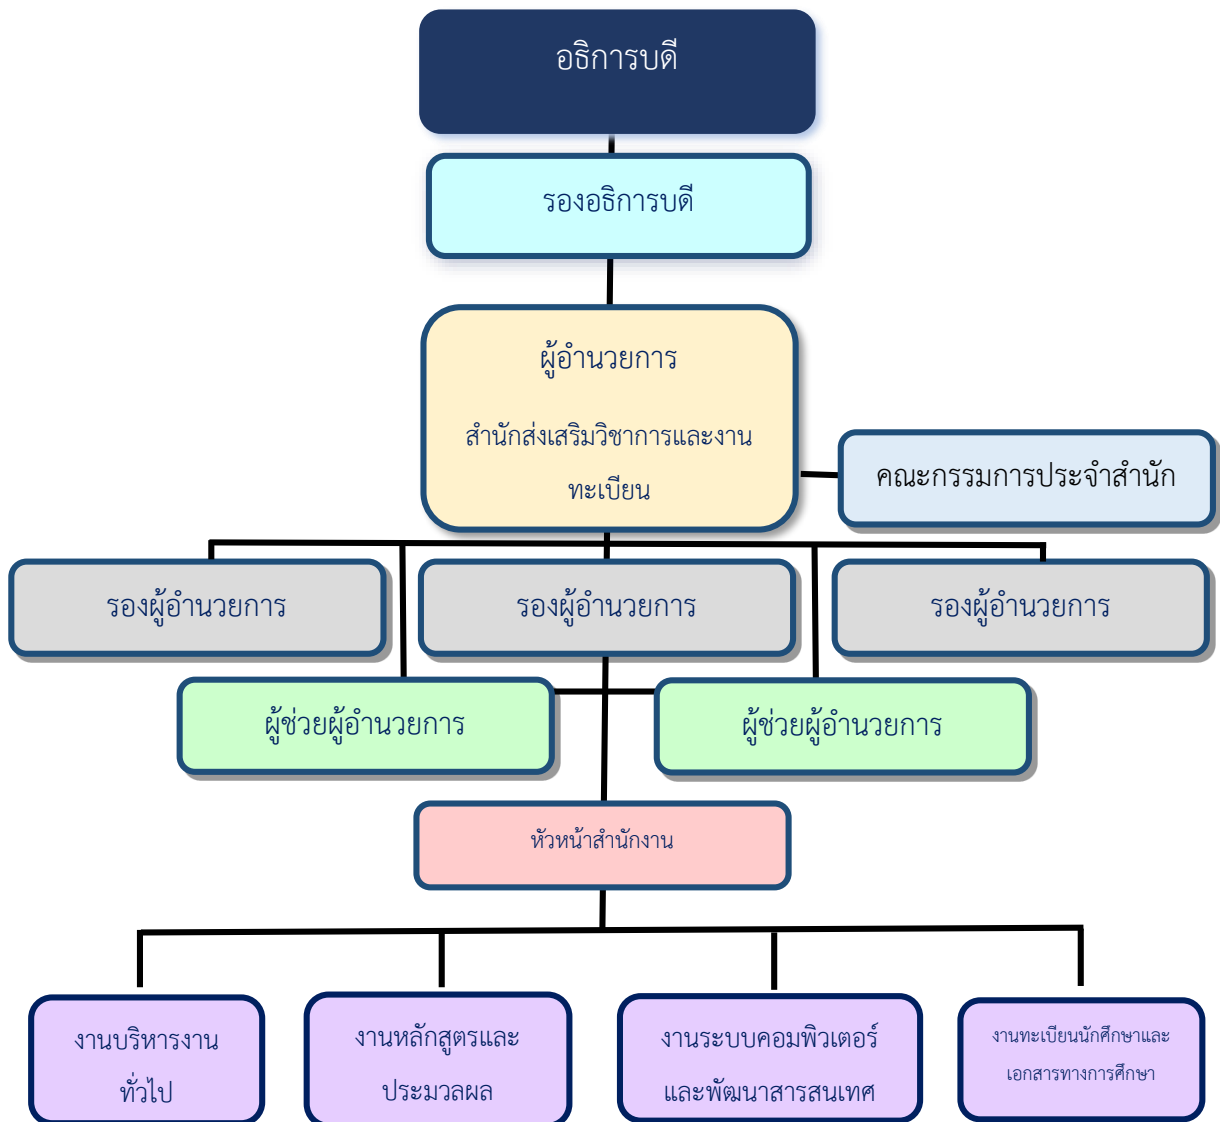 อธิการบดี
รองอธิการบดี
ผู้อำนวยการ
สำนักส่งเสริมวิชาการและงาน
ทะเบียน
คณะกรรมการประจำสำนัก
รองผู้อำนวยการ
รองผู้อำนวยการ
รองผู้อำนวยการ
ผู้ช่วยผู้อำนวยการ
ผู้ช่วยผู้อำนวยการ
หัวหน้าสำนักงาน
งานบริหารงาน
ทั่วไป
งานหลักสูตรและ
ประมวลผล
งานระบบคอมพิวเตอร์
และพัฒนาสารสนเทศ
งานทะเบียนนักศึกษาและ
เอกสารทางการศึกษา